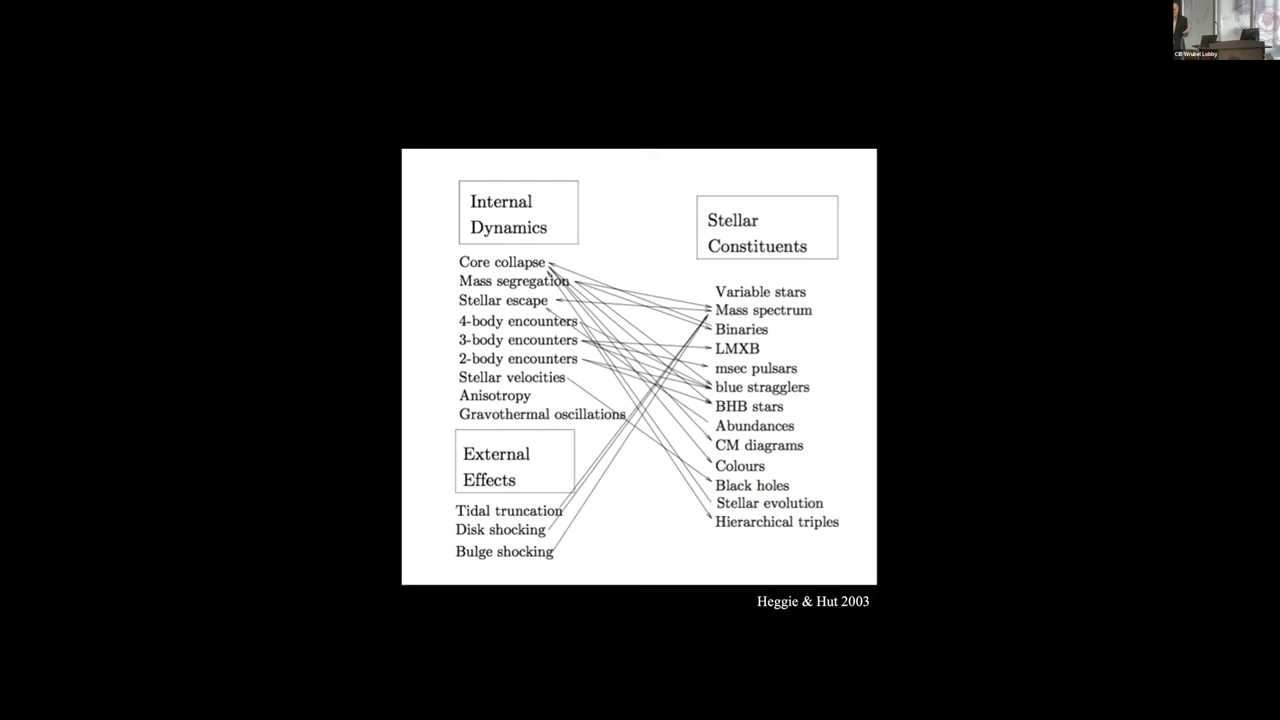 CIB Wrubel Lobby
Internal
Dynamics
Core collapse
Mass segregation
Stellar escape
4-body encounters
3-body encounters
2-body encounters
Stellar velocities
Anisotropy
Gravothermal oscillations
External
Effects
Tidal truncation
Disk shocking
Bulge shocking
Stellar
Constituents
Variable stars
Mass spectrum
Binaries
LMXB
msec pulsars
blue stragglers
BHB stars
Abundances
CM diagrams
Colours
Black holes
Stellar evolution
Hierarchical triples
Heggie & Hut 2003